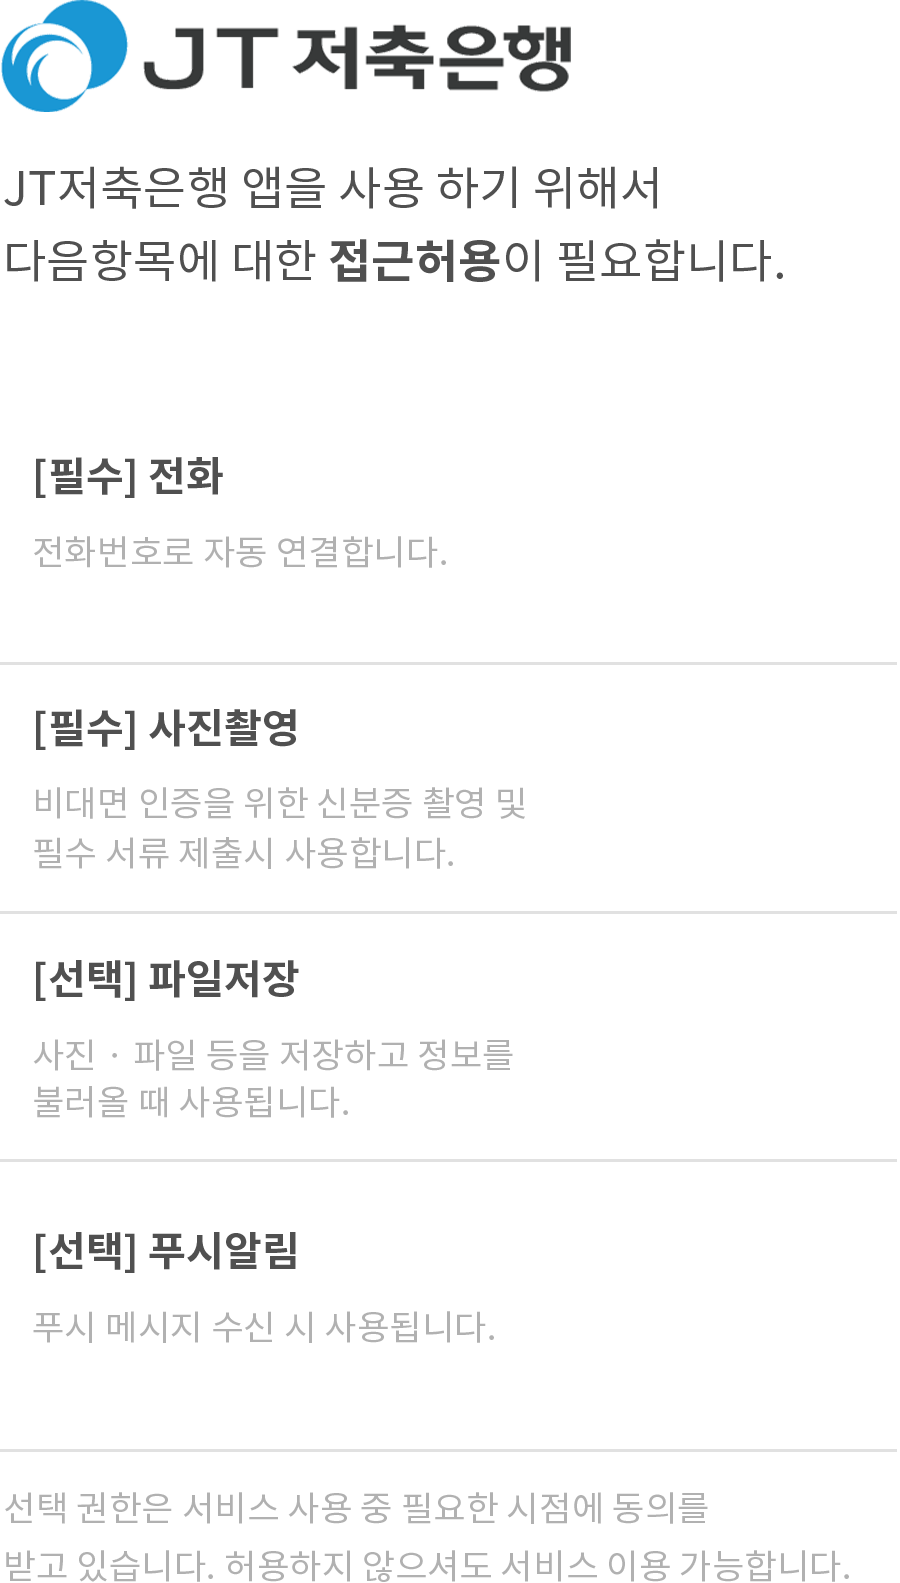 JT저축은행
JT저축은행 앱을 사용 하기 위해서
다음항목에 대한 접근허용이 필요합니다.
[필수] 전화
전화번호로 자동 연결합니다.
[필수] 사진촬영
비대면 인증을 위한 신분증 촬영 및
필수 서류 제출시 사용합니다.
[선택] 파일저장
사진 · 파일 등을 저장하고 정보를
불러올 때 사용됩니다.
[선택] 푸시알림
푸시 메시지 수신 시 사용됩니다.
선택 권한은 서비스 사용 중 필요한 시점에 동의를
받고 있습니다. 허용하지 않으셔도 서비스 이용 가능합니다.